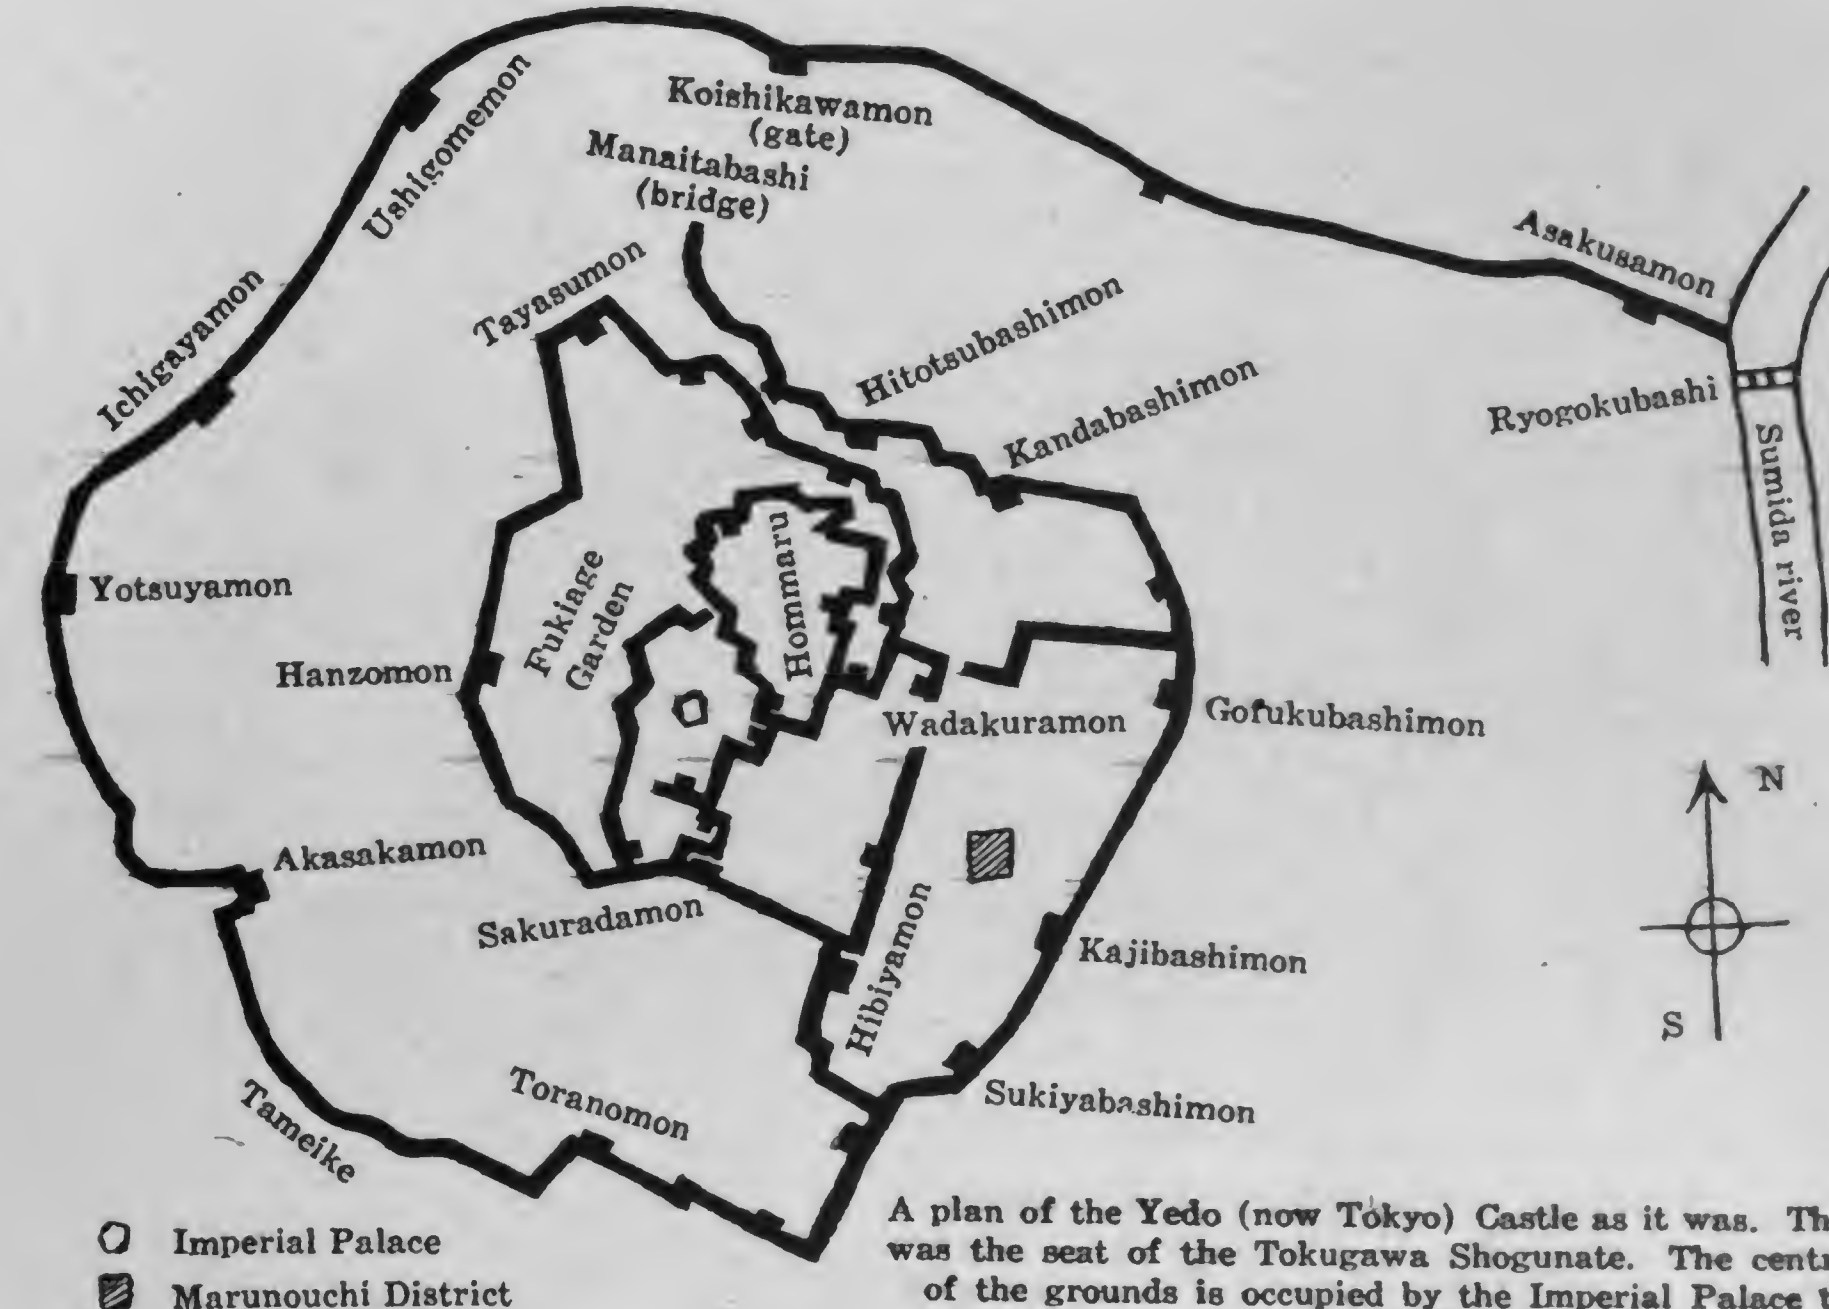 Koishikawamon
(gate)
Manaitabashi
(bridge)
Ushigomemon
Tayasumon
Ichigayamon
Hitotsubashimon
Kandabashimon
Asakusamon
Ryogokubashi
Sumida river
Yotsuyamon
Hanzomon
Fukiage
Garden
Hommaru
Wadakuramon
Gofukubashimon
N
S
Akasakamon
Sakuradamon
Hibiyamon
Kajibashimon
Sukiyabashimon
Toranomon
Tameike
Imperial Palace
Marunouchi District
A plan of the Yedo (now Tokyo) Castle as it was.
was the seat of the Tokugawa Shogunate. The
of the grounds is occupied by the Imperial Palace